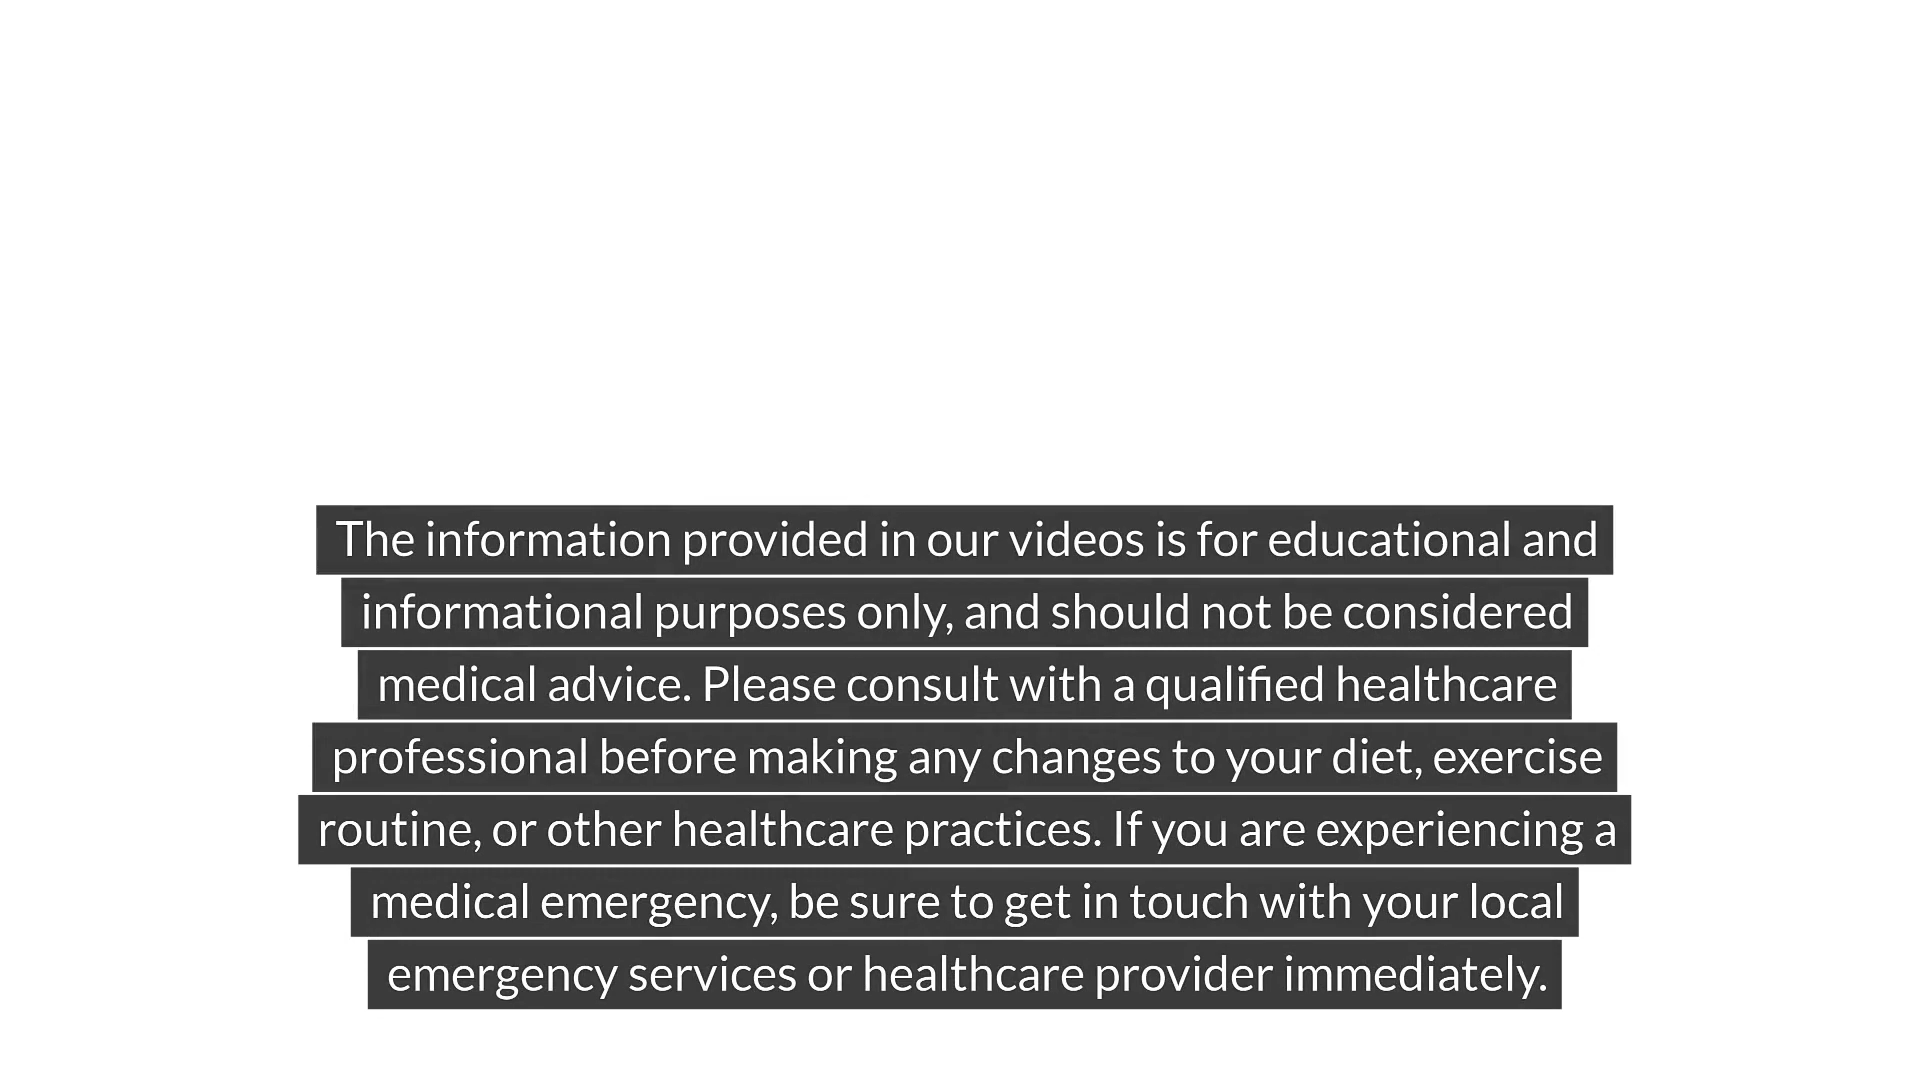 The information provided in our videos is for educational and
informational purposes only, and should not be considered
medical advice. Please consult with a qualified healthcare
professional before making any changes to your diet, exercise
routine, or other healthcare practices. If you are experiencing a
medical emergency, be sure to get in touch with your local
emergency services or healthcare provider immediately.